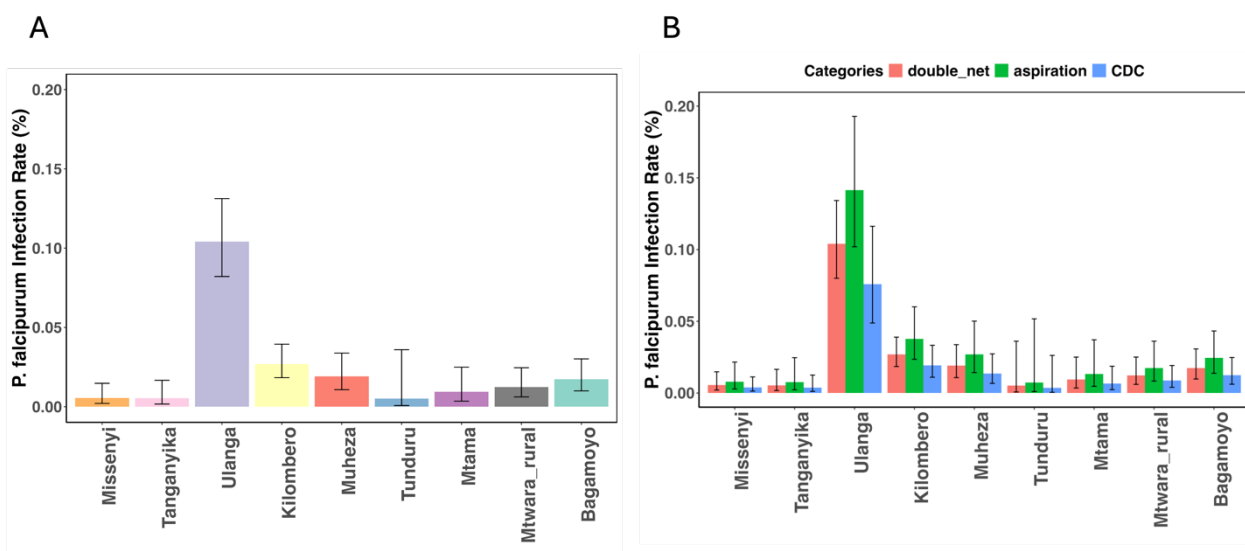 A
P. falcipurum Infection Rate (%)
0.20
0.15
0.10
0.05
0.00
Missenyi
Tanganyika
Ulanga
Kilombero
Muheza
Tunduru
Mtama
Mtwara_rural
Bagamoyo
B
Categories double_net aspiration CDC
P. falcipurum Infection Rate (%)
0.20
0.15
0.10
0.05
0.00
Missenyi
Tanganyika
Ulanga
Kilombero
Muheza
Tunduru
Mtama
Mtwara_rural
Bagamoyo